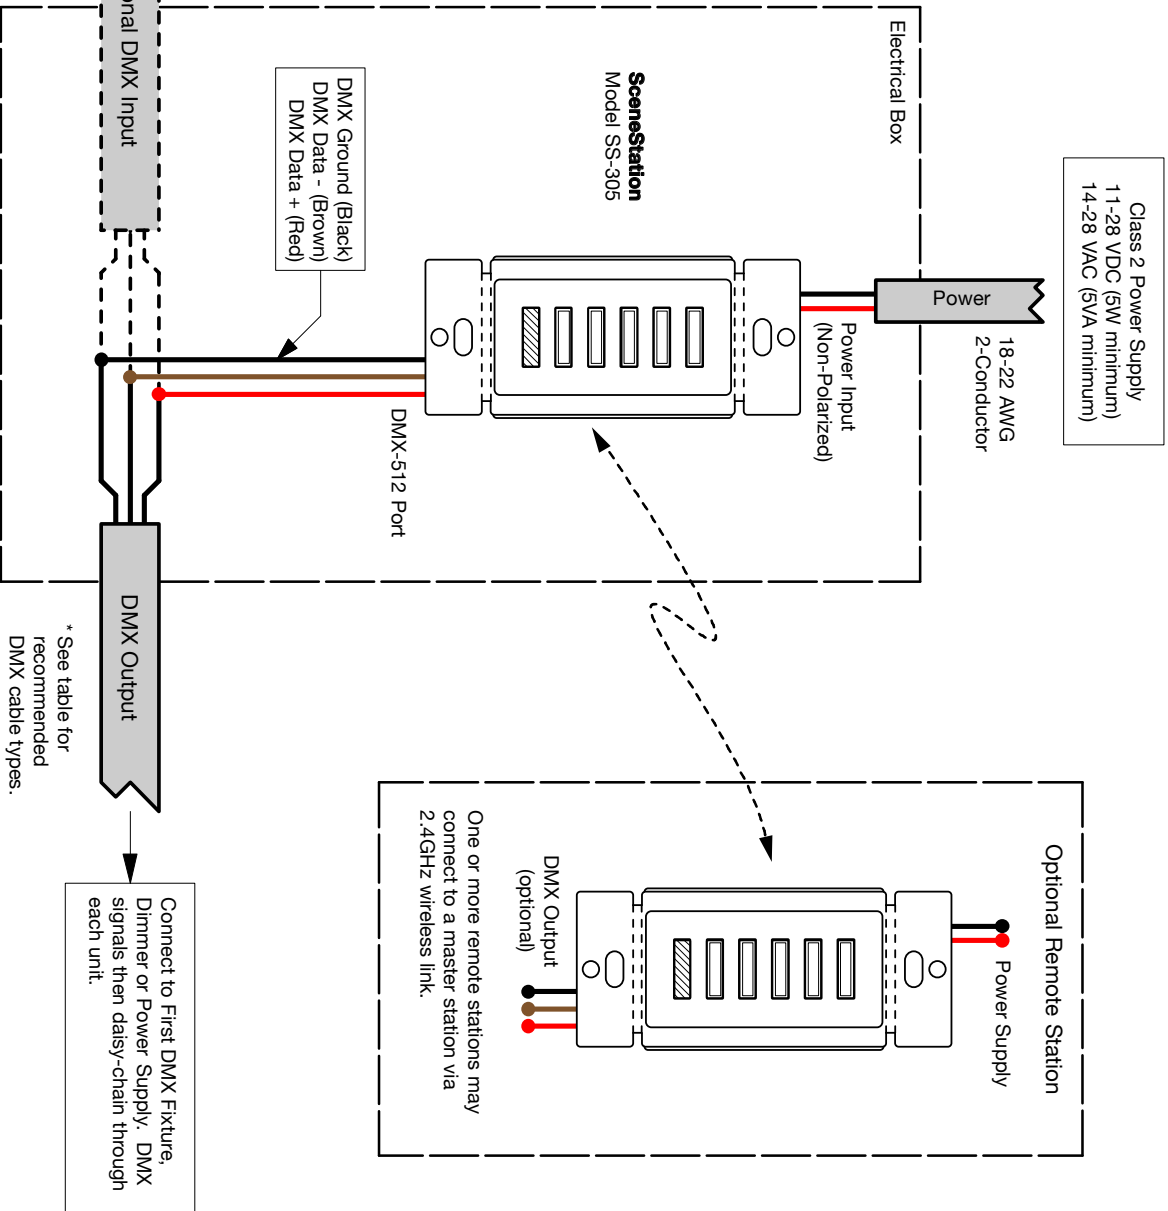 Class 2 Power Supply
11-28 VDC (5W minimum)
14-28 VAC (5VA minimum)
18-22 AWG
2-Conductor
Power
Electrical Box
Power Input
(Non-Polarized)
SceneStation
Model SS-305
DMX Ground (Black)
DMX Data - (Brown)
DMX Data + (Red)
DMX-512 Port
DMX Input
DMX Output
* See table for
recommended
DMX cable types.
Connect to First DMX Fixture,
Dimmer or Power Supply. DMX
signals then daisy-chain through
each unit.
Optional Remote Station
Power Supply
DMX Output
(optional)
One or more remote stations may
connect to a master station via
2.4GHz wireless link.